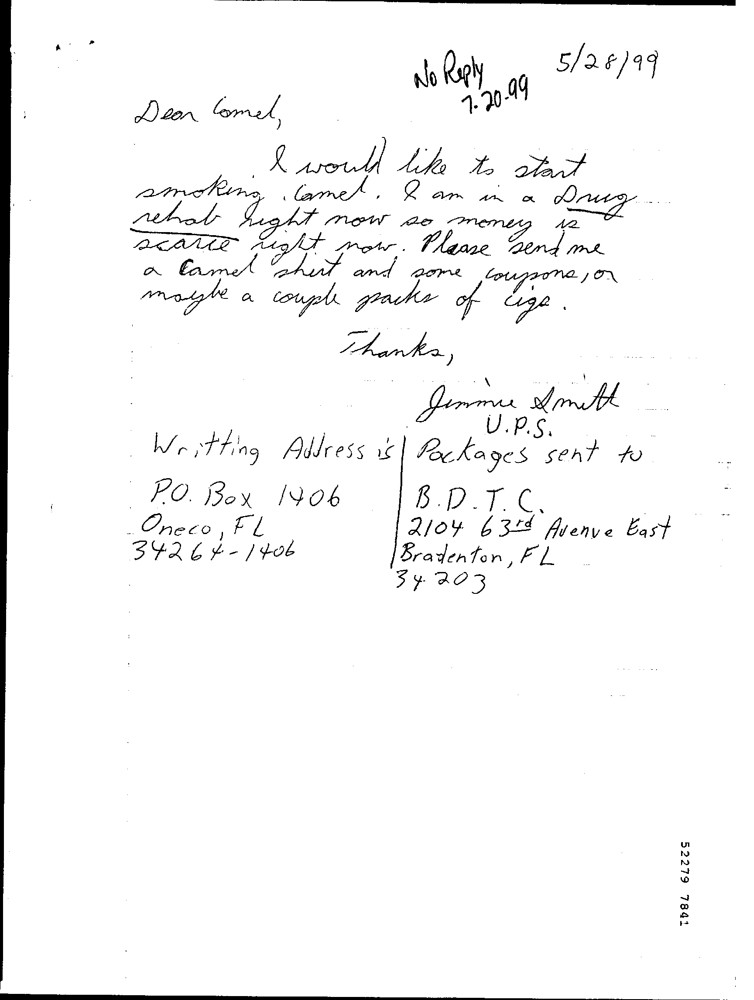 No Reply
7.20.99
5/28/99
Dear Camel,
I would like to start
smoking Camel. I am in a Drug
rehab right now so money is
scarce right now. Please send me
a Camel shirt and some coupons, or
maybe a couple packs of cigs.
Thanks,
Jimmie Smith
Writting Address is
P.O. Box 1406
Oneco, FL
34264-1406
U.P.S.
Packages sent to
B.D.T.C.
2104 63rd Avenve East
Bradenton, FL
34203
52279 7841